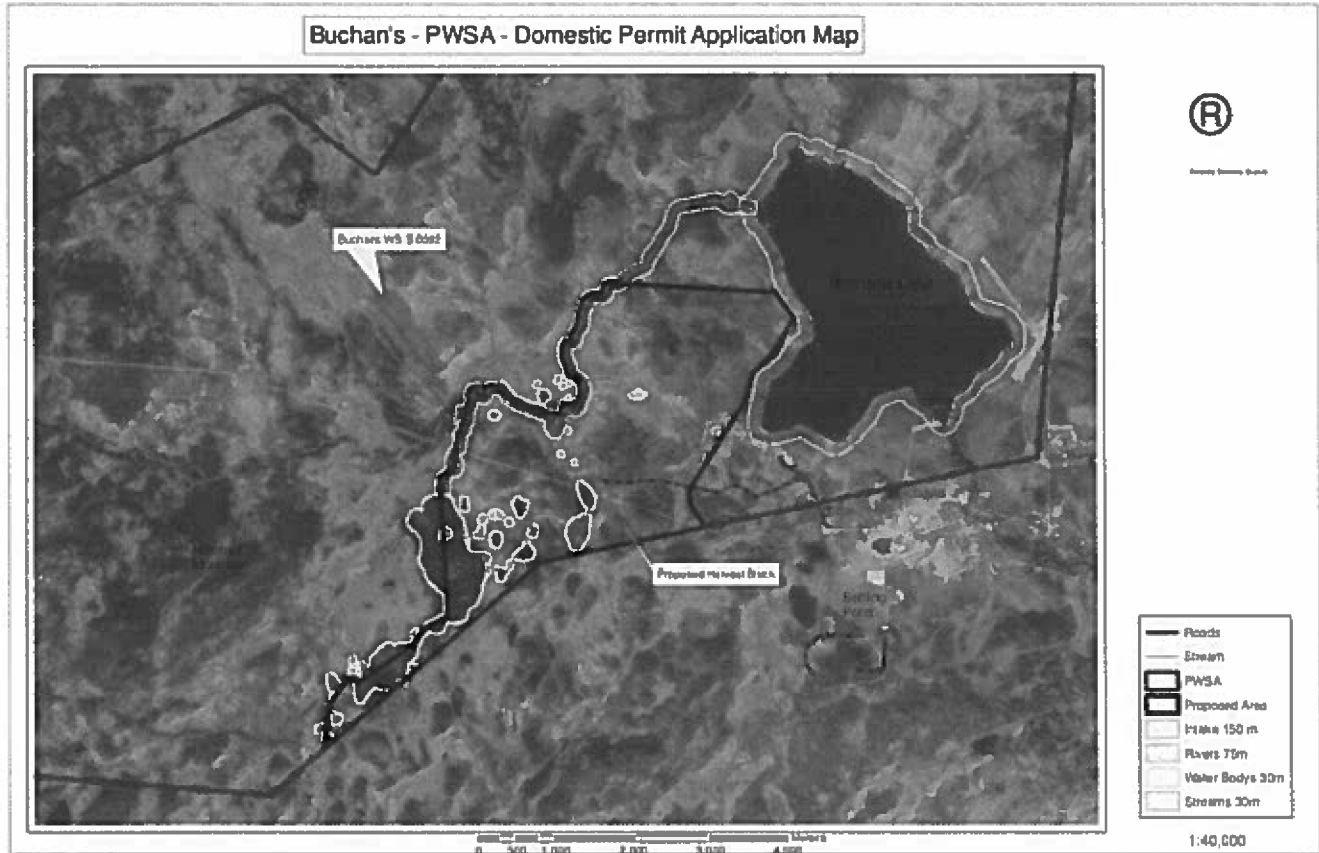 Buchan's - PWSA - Domestic Permit Application Map
®
Buchans WS
Proposed Harvest Block
Settling
Pond
Roads
Stream
PWSA
Proposed Area
Intake 150 m
Rivers 75m
Water Bodys 30m
Streams 30m
0 500 1,000 2,000 3,000 4,000
Meters
1:40,000